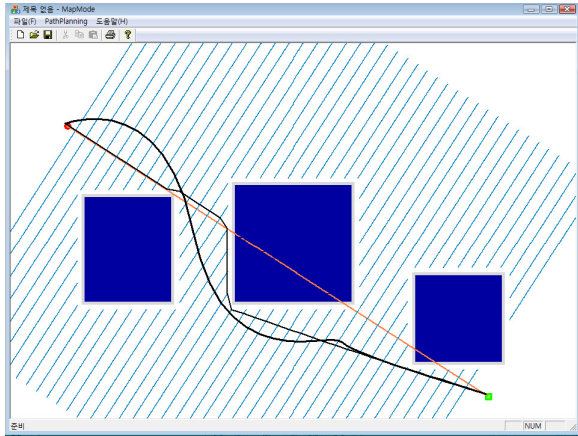 제목 없음 - MapMode
파일(F) PathPlanning 도움말(H)
준비 NUM